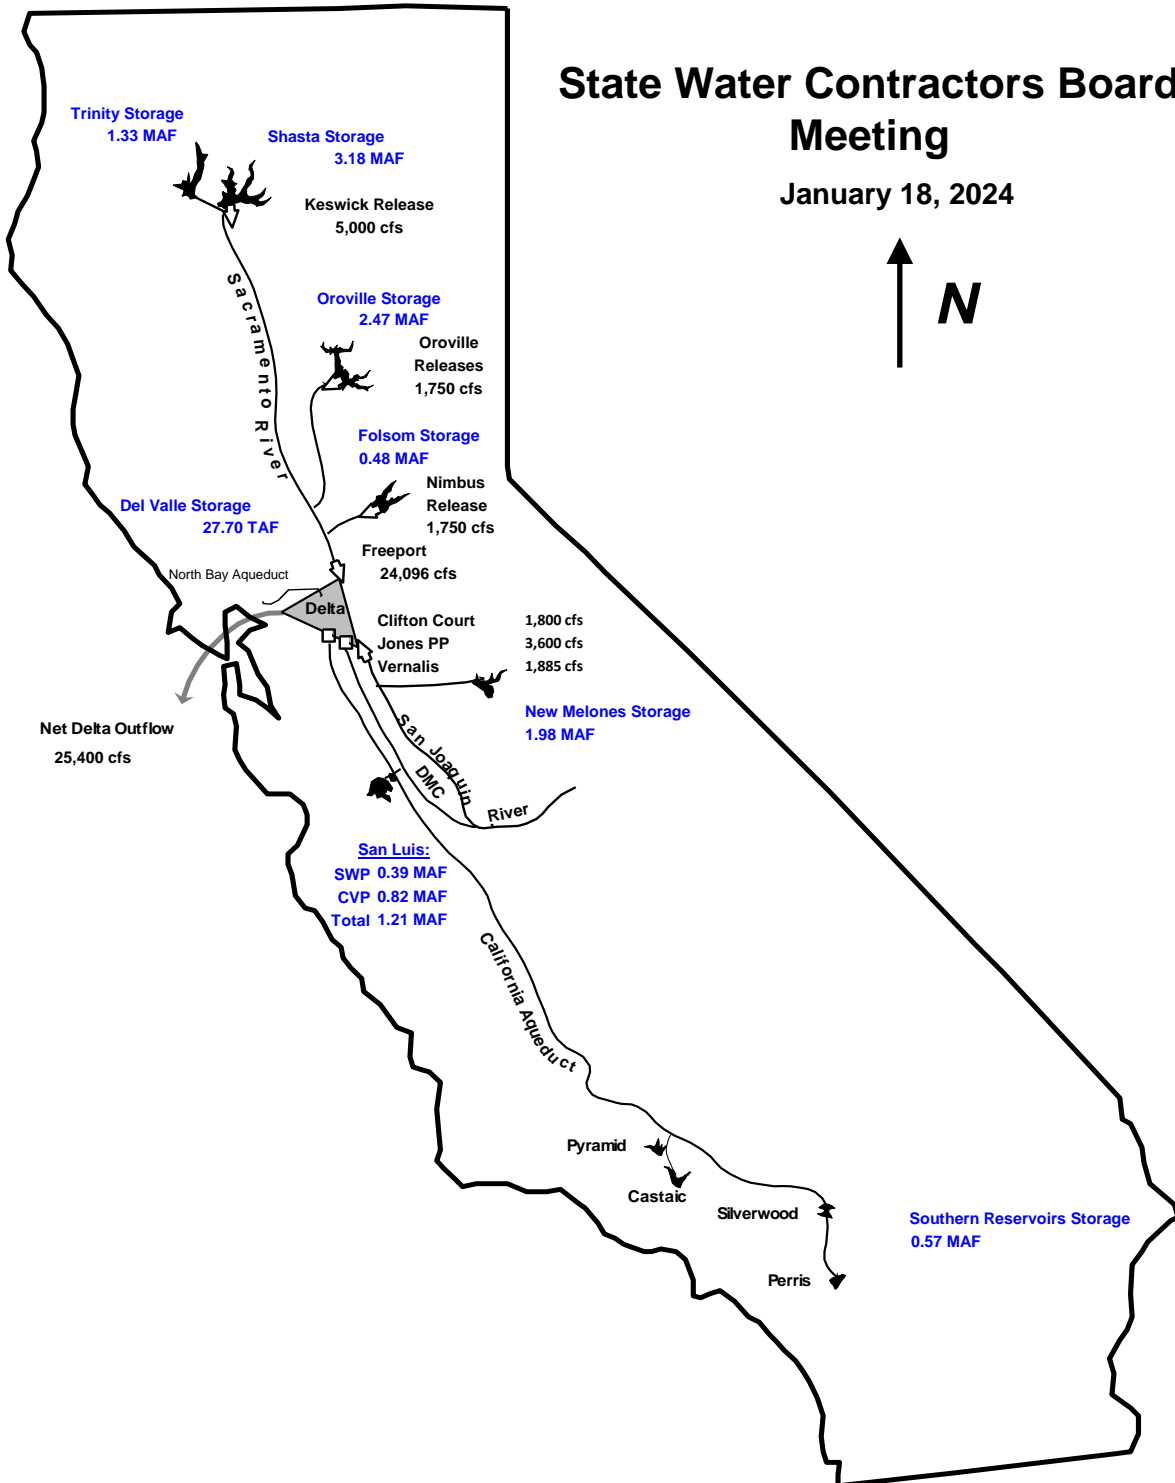 State Water Contractors Board
Meeting
January 18, 2024
N
Trinity Storage
1.33 MAF
Shasta Storage
3.18 MAF
Keswick Release
5,000 cfs
Sacramento River
Oroville Storage
2.47 MAF
Oroville
Releases
1,750 cfs
Folsom Storage
0.48 MAF
Nimbus
Release
1,750 cfs
Del Valle Storage
27.70 TAF
Freeport
24,096 cfs
North Bay Aqueduct
Delta
Clifton Court 1,800 cfs
Jones PP 3,600 cfs
Vernalis 1,885 cfs
New Melones Storage
1.98 MAF
Net Delta Outflow
25,400 cfs
San Joaquin River
DMC
San Luis:
SWP 0.39 MAF
CVP 0.82 MAF
Total 1.21 MAF
California Aqueduct
Pyramid
Castaic
Silverwood
Perris
Southern Reservoirs Storage
0.57 MAF